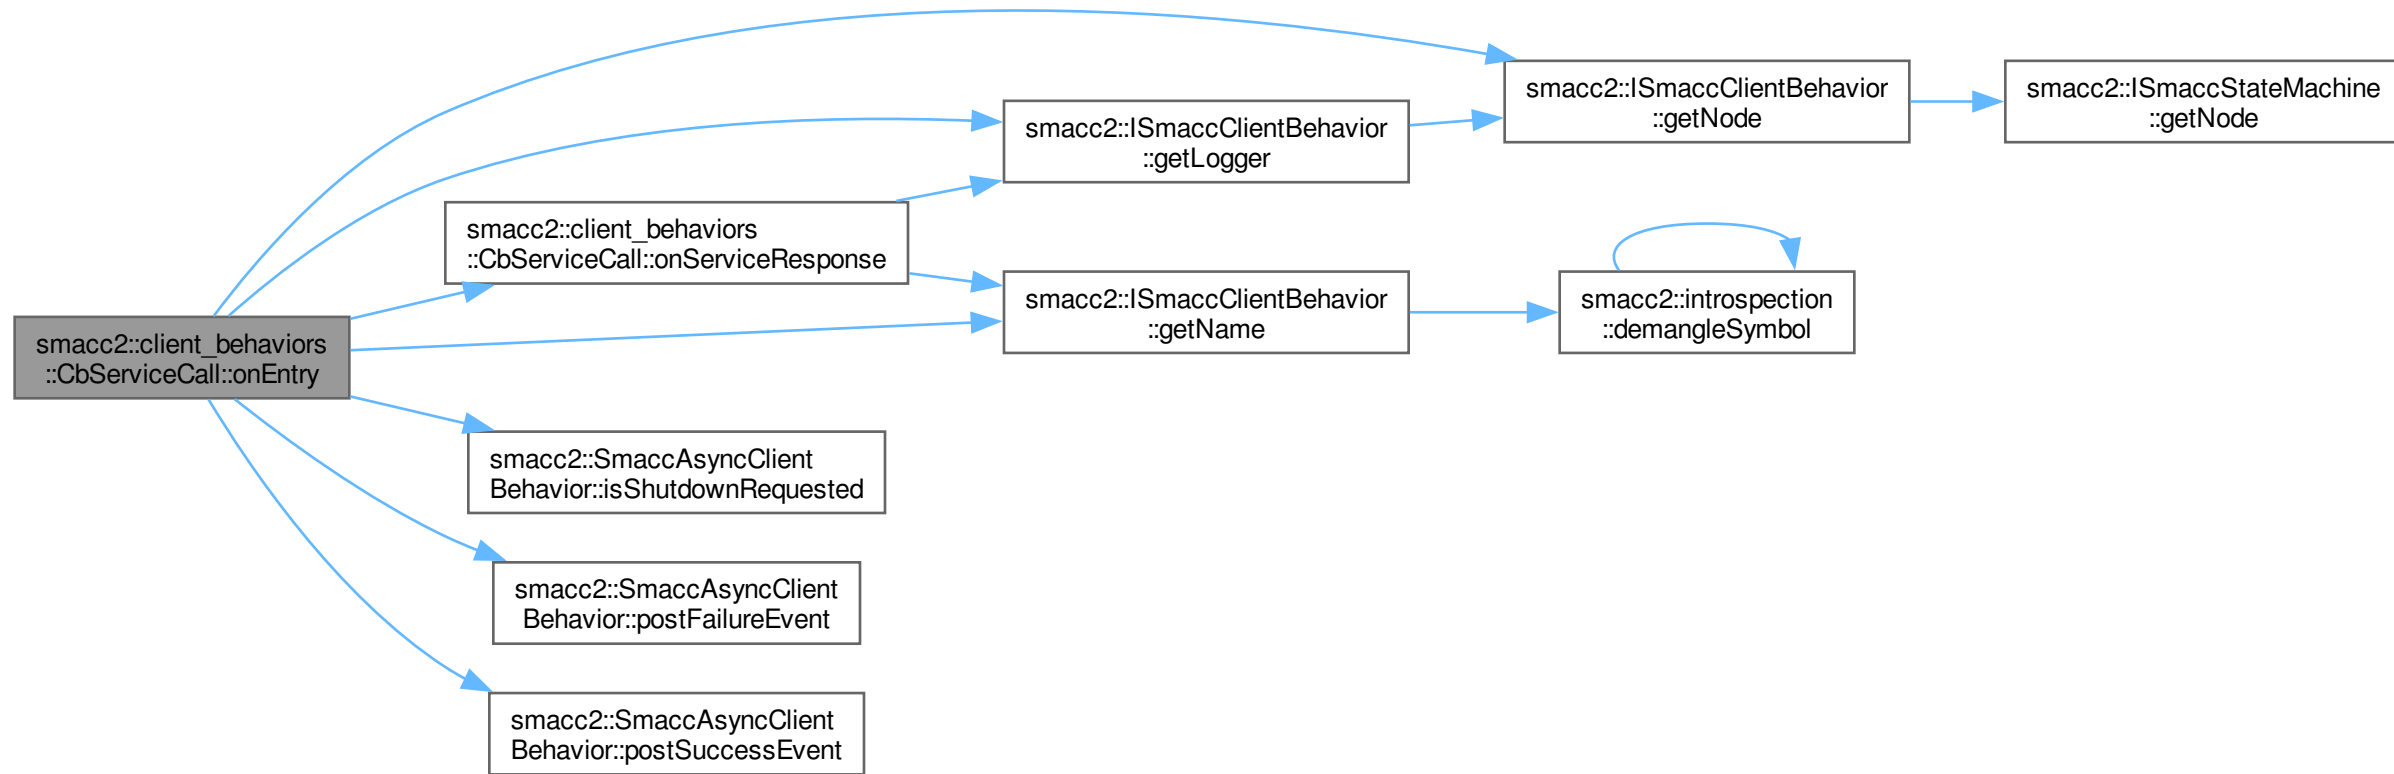 smacc2::client_behaviors
::CbServiceCall::onEntry
smacc2::client_behaviors
::CbServiceCall::onServiceResponse
smacc2::ISmaccClientBehavior
::getLogger
smacc2::ISmaccClientBehavior
::getNode
smacc2::ISmaccStateMachine
::getNode
smacc2::ISmaccClientBehavior
::getName
smacc2::introspection
::demangleSymbol
smacc2::SmaccAsyncClient
Behavior::isShutdownRequested
smacc2::SmaccAsyncClient
Behavior::postFailureEvent
smacc2::SmaccAsyncClient
Behavior::postSuccessEvent